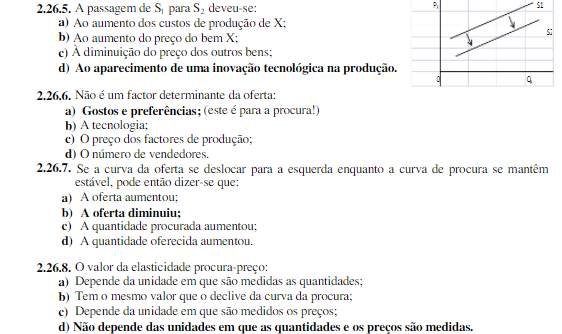 2.26.5. A passagem de S1 para S2 deveu-se:
a) Ao aumento dos custos de produção de X;
b) Ao aumento do preço do bem X;
c) À diminuição do preço dos outros bens;
d) Ao aparecimento de uma inovação tecnológica na produção.
Px
S1
S2
0
Q
2.26.6. Não é um factor determinante da oferta:
a) Gostos e preferências; (este é para a procura!)
b) A tecnologia;
c) O preço dos factores de produção;
d) O número de vendedores.
2.26.7. Se a curva da oferta se deslocar para a esquerda enquanto a curva de procura se mantêm
estável, pode então dizer-se que:
a) A oferta aumentou;
b) A oferta diminuiu;
c) A quantidade procurada aumentou;
d) A quantidade oferecida aumentou.
2.26.8. O valor da elasticidade procura-preço:
a) Depende da unidade em que são medidas as quantidades;
b) Tem o mesmo valor que o declive da curva da procura;
c) Depende da unidade em que são medidos os preços;
d) Não depende das unidades em que as quantidades e os preços são medidas.